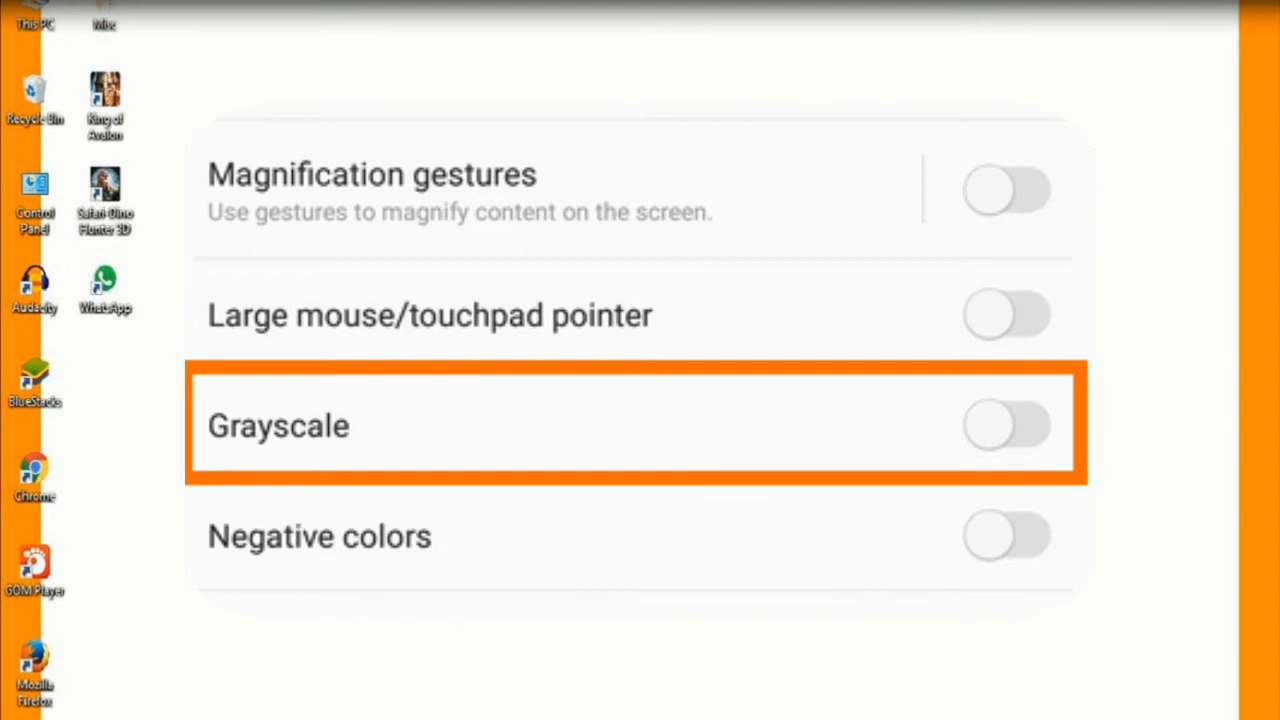 This PC
Misc
Recycle Bin
King of
Avalon
Control
Panel
Safari Dino
Hunter 3D
Audacity
WhatsApp
BlueStacks
Chrome
GOM Player
Mozilla
Firefox
Magnification gestures
Use gestures to magnify content on the screen.
Large mouse/touchpad pointer
Grayscale
Negative colors